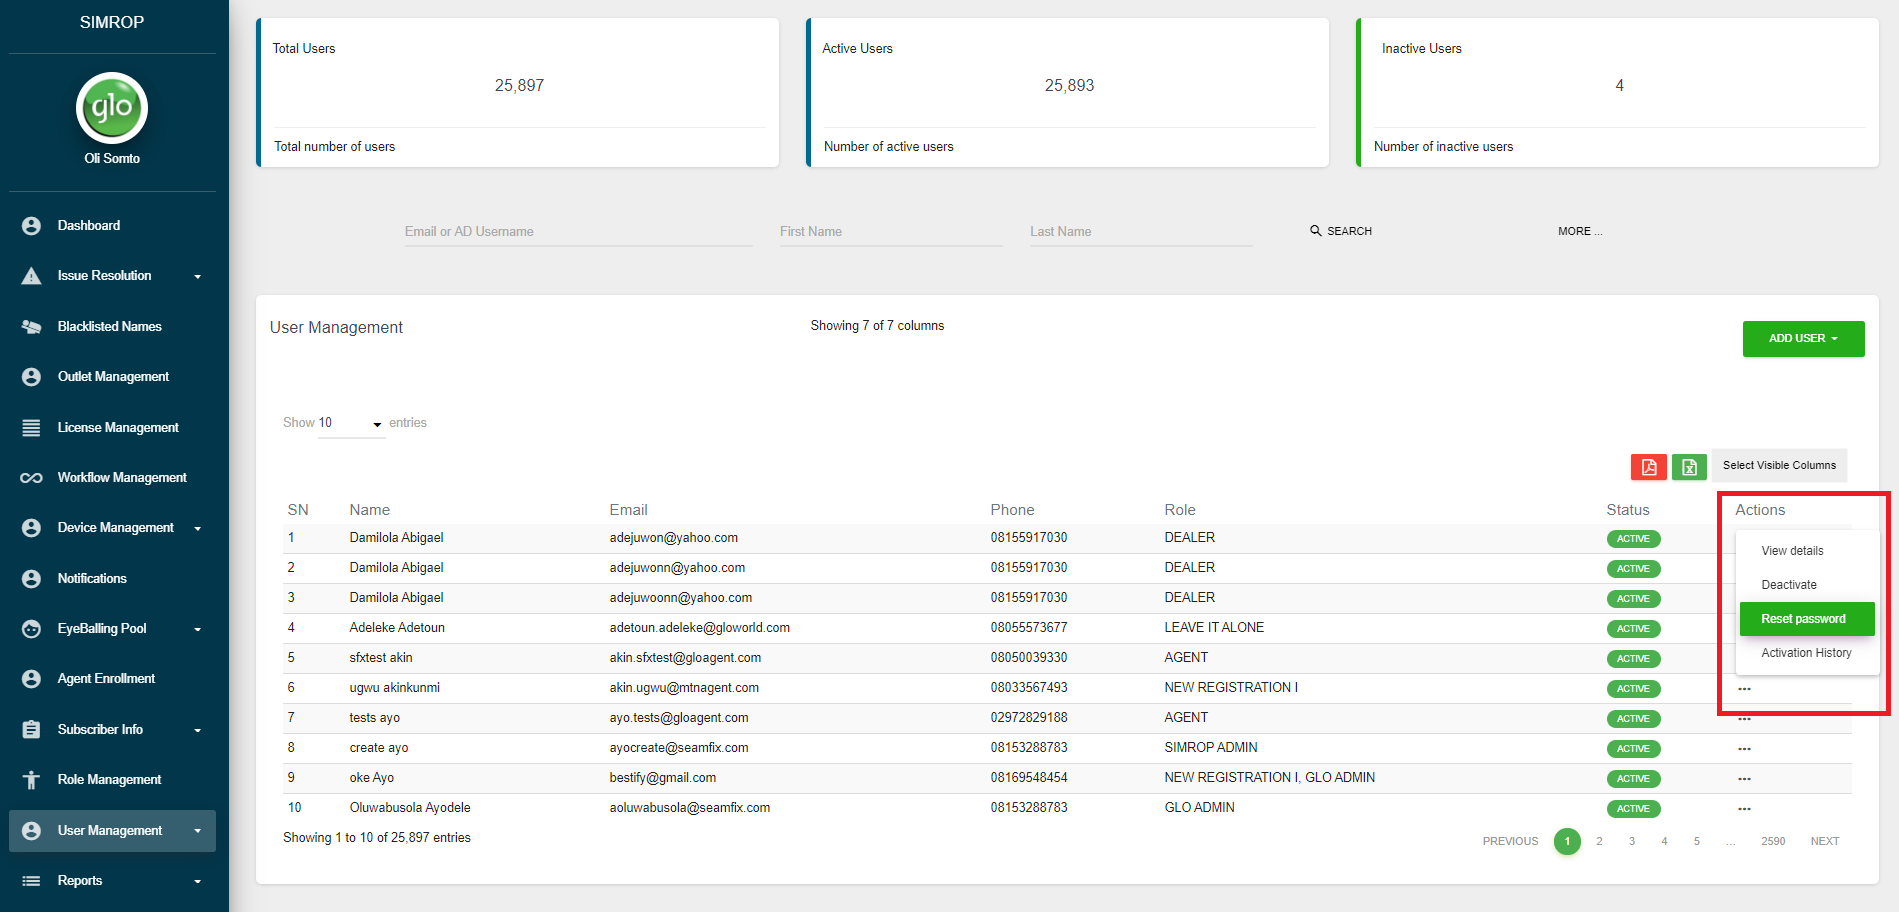 SIMROP
glo
Oli Somto
Dashboard
Issue Resolution
Blacklisted Names
Outlet Management
License Management
Workflow Management
Device Management
Notifications
EyeBalling Pool
Agent Enrollment
Subscriber Info
Role Management
User Management
Reports
Total Users
25,897
Total number of users
Active Users
25,893
Number of active users
Inactive Users
4
Number of inactive users
Email or AD Username First Name Last Name SEARCH MORE ...
User Management Showing 7 of 7 columns ADD USER
Show 10 entries
Select Visible Columns
SN Name Email Phone Role Status Actions
1 Damilola Abigael adejuwon@yahoo.com 08155917030 DEALER ACTIVE
2 Damilola Abigael adejuwonn@yahoo.com 08155917030 DEALER ACTIVE
3 Damilola Abigael adejuwoonn@yahoo.com 08155917030 DEALER ACTIVE
4 Adeleke Adetoun adetoun.adeleke@gloworld.com 08055573677 LEAVE IT ALONE ACTIVE
5 sfxtest akin akin.sfxtest@gloagent.com 08050039330 AGENT ACTIVE
6 ugwu akinkunmi akin.ugwu@mtnagent.com 08033567493 NEW REGISTRATION I ACTIVE
7 tests ayo ayo.tests@gloagent.com 02972829188 AGENT ACTIVE
8 create ayo ayocreate@seamfix.com 08153288783 SIMROP ADMIN ACTIVE
9 oke Ayo bestify@gmail.com 08169548454 NEW REGISTRATION I, GLO ADMIN ACTIVE
10 Oluwabusola Ayodele aoluwabusola@seamfix.com 08153288783 GLO ADMIN ACTIVE
View details
Deactivate
Reset password
Activation History
Showing 1 to 10 of 25,897 entries
PREVIOUS 1 2 3 4 5 ... 2590 NEXT